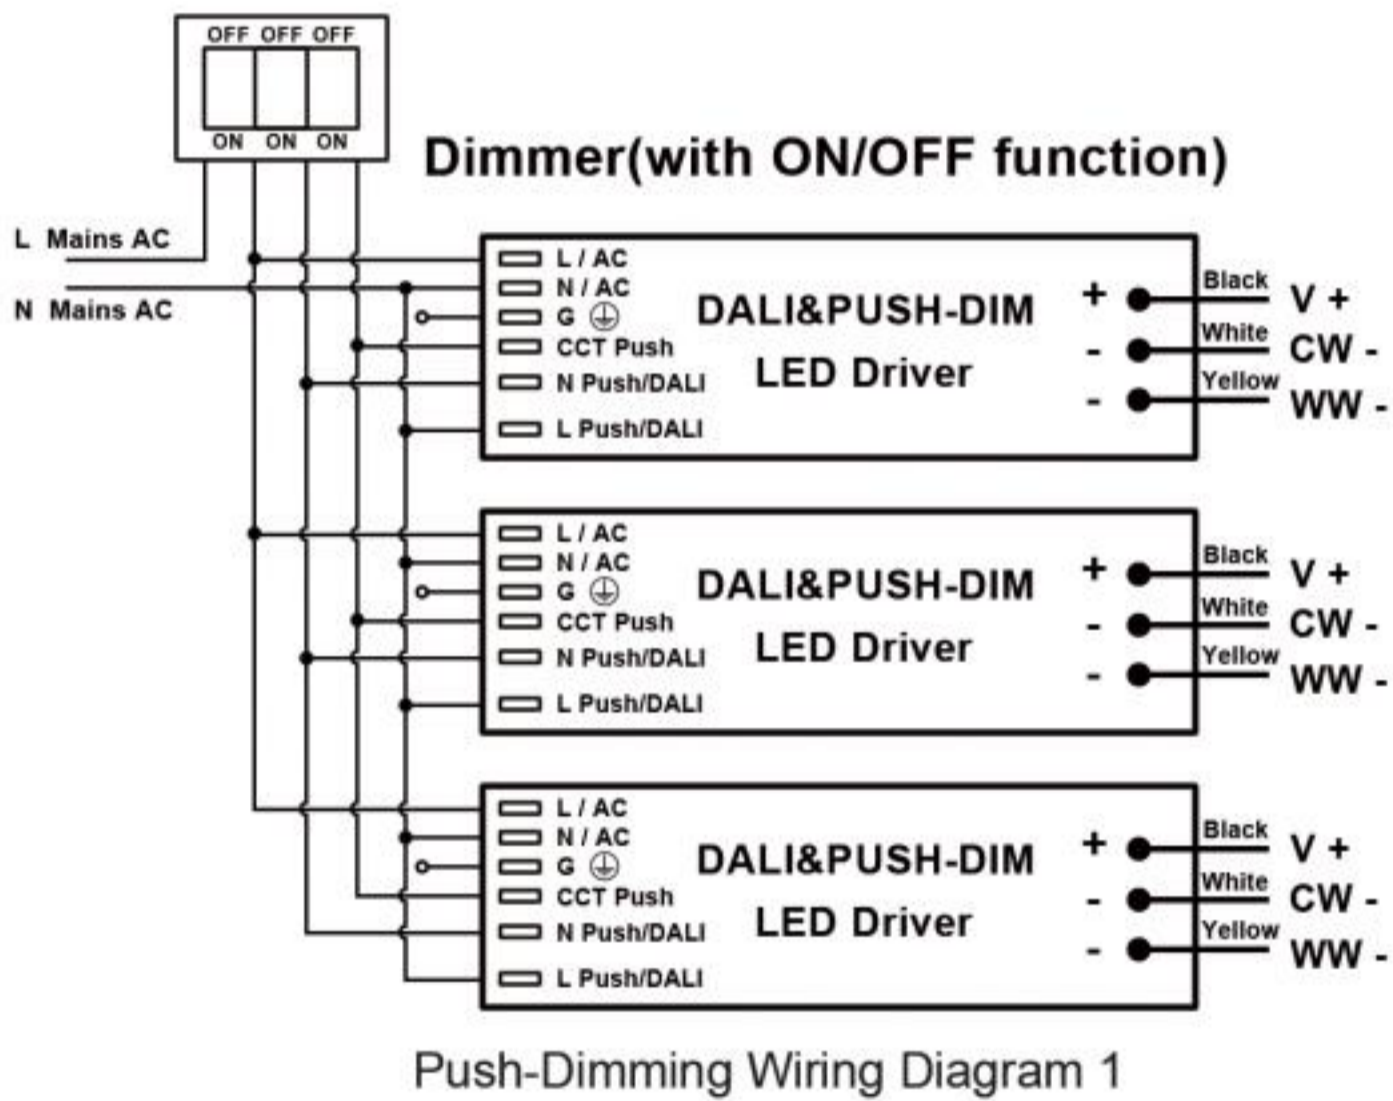 OFF OFF OFF
ON ON ON
Dimmer(with ON/OFF function)
L Mains AC
N Mains AC
L / AC
N / AC
G
CCT Push
N Push/DALI
L Push/DALI
DALI&PUSH-DIM
LED Driver
+
-
-
Black
White
Yellow
V +
CW -
WW -
L / AC
N / AC
G
CCT Push
N Push/DALI
L Push/DALI
DALI&PUSH-DIM
LED Driver
+
-
-
Black
White
Yellow
V +
CW -
WW -
L / AC
N / AC
G
CCT Push
N Push/DALI
L Push/DALI
DALI&PUSH-DIM
LED Driver
+
-
-
Black
White
Yellow
V +
CW -
WW -
Push-Dimming Wiring Diagram 1